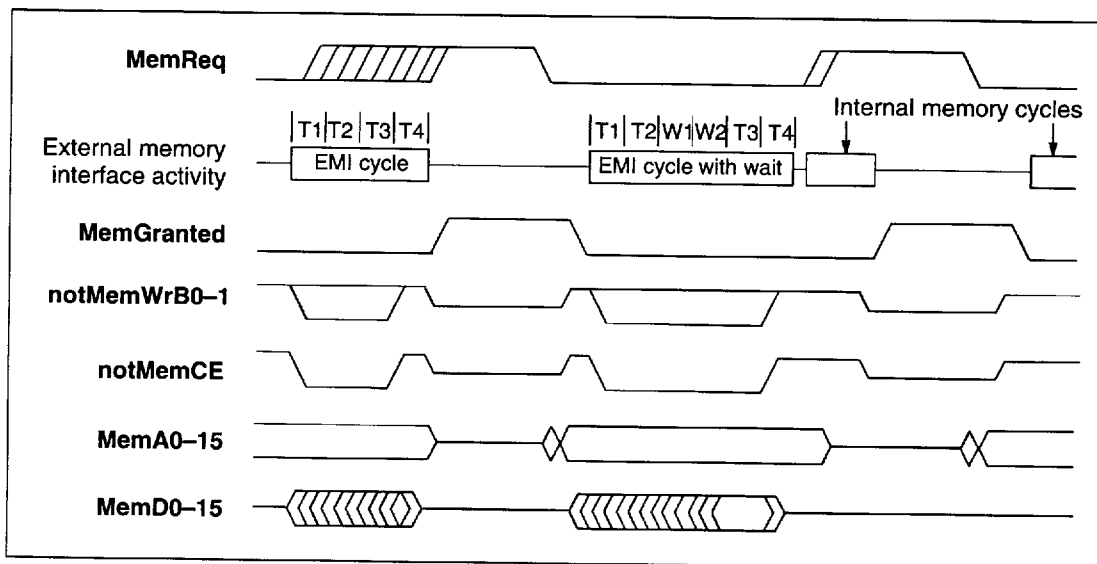 MemReq
Internal memory cycles
T1 T2 T3 T4
T1 T2 W1 W2 T3 T4
External memory
interface activity
EMI cycle
EMI cycle with wait
MemGranted
notMemWrB0–1
notMemCE
MemA0–15
MemD0–15